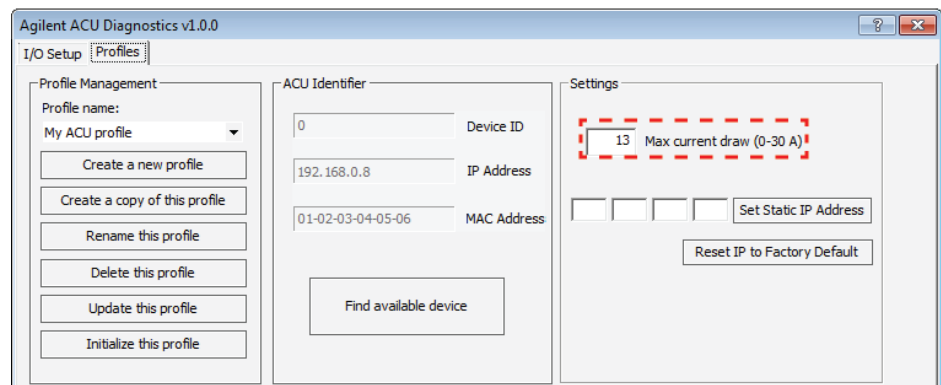 Agilent ACU Diagnostics v1.0.0
?
I/O Setup
Profiles
Profile Management
Profile name:
My ACU profile
Create a new profile
Create a copy of this profile
Rename this profile
Delete this profile
Update this profile
Initialize this profile
ACU Identifier
0 Device ID
192.168.0.8 IP Address
01-02-03-04-05-06 MAC Address
Find available device
Settings
13 Max current draw (0-30 A)
Set Static IP Address
Reset IP to Factory Default